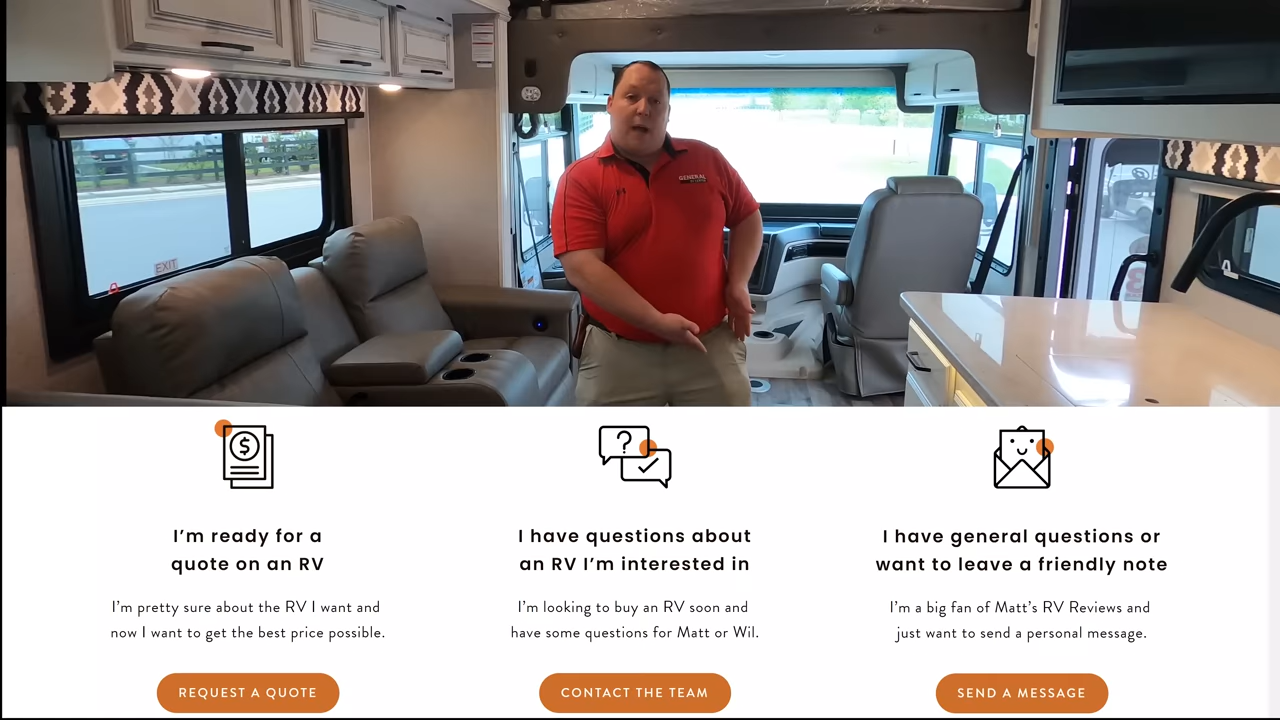 EXIT
GENERAL
$
?
I'm ready for a
quote on an RV
I'm pretty sure about the RV I want and
now I want to get the best price possible.
REQUEST A QUOTE
I have questions about
an RV I'm interested in
I'm looking to buy an RV soon and
have some questions for Matt or Wil.
CONTACT THE TEAM
I have general questions or
want to leave a friendly note
I'm a big fan of Matt's RV Reviews and
just want to send a personal message.
SEND A MESSAGE